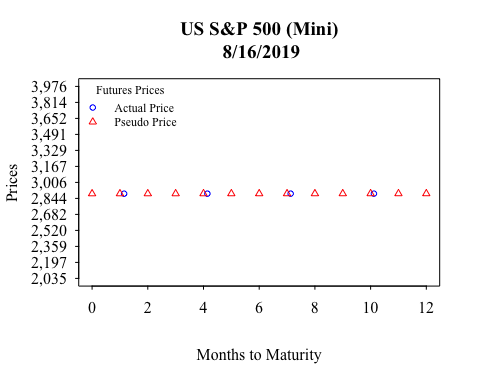 US S&P 500 (Mini)
8/16/2019
Futures Prices
Actual Price
Pseudo Price
Prices
3,976
3,814
3,652
3,491
3,329
3,167
3,006
2,844
2,682
2,520
2,359
2,197
2,035
0 2 4 6 8 10 12
Months to Maturity